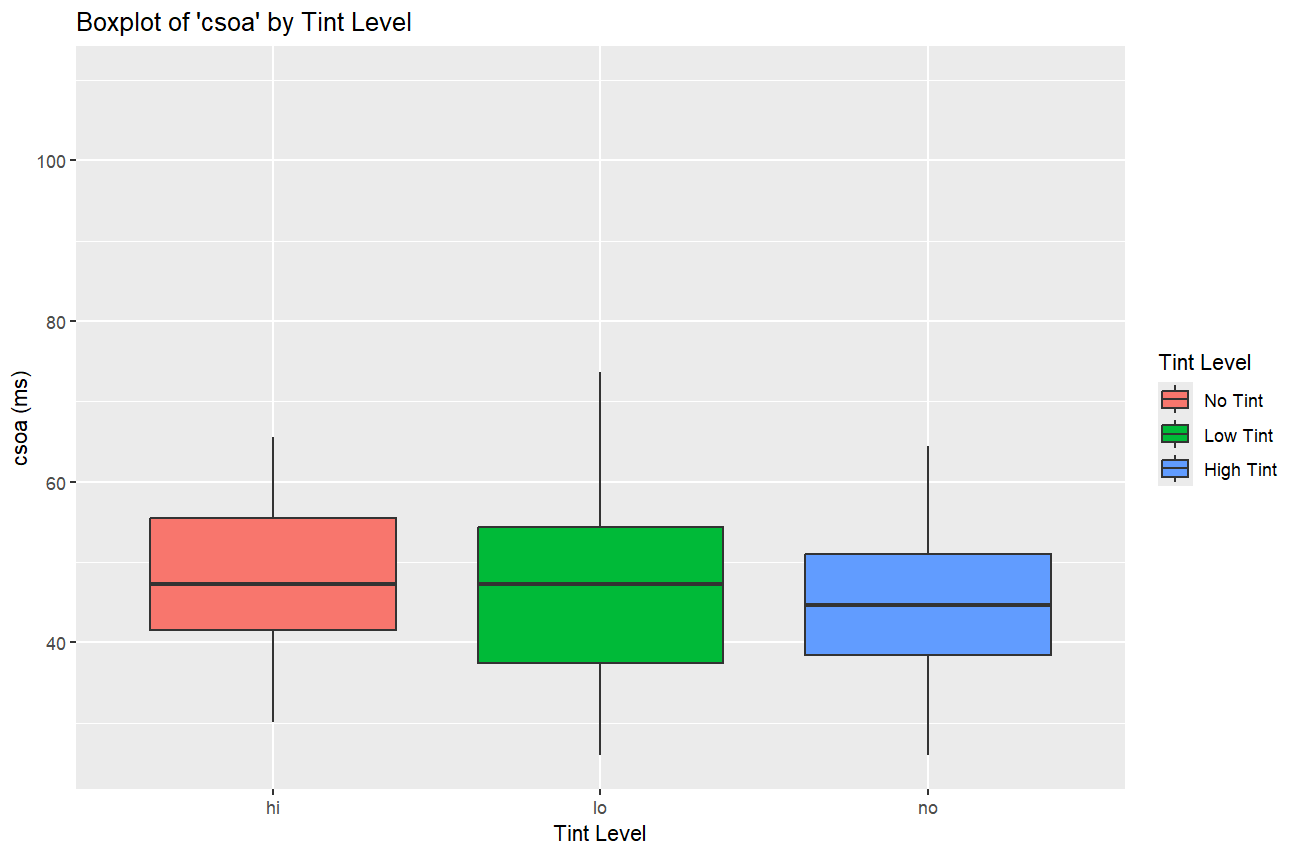 Boxplot of 'csoa' by Tint Level
100
80
60
40
csoa (ms)
hi
lo
no
Tint Level
Tint Level
No Tint
Low Tint
High Tint